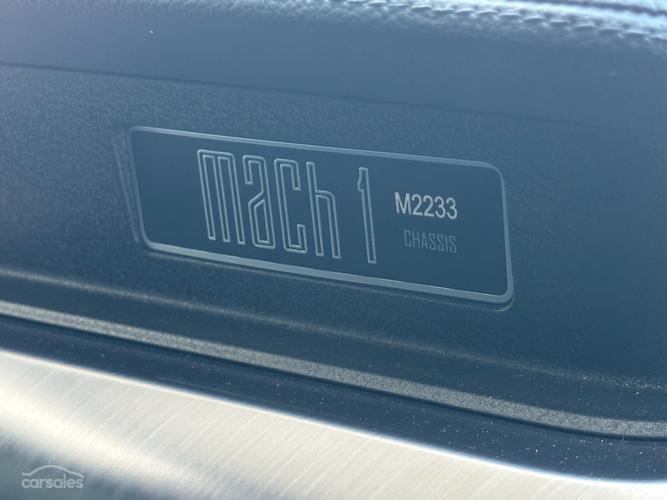 mach 1
M2233
CHASSIS
carsales